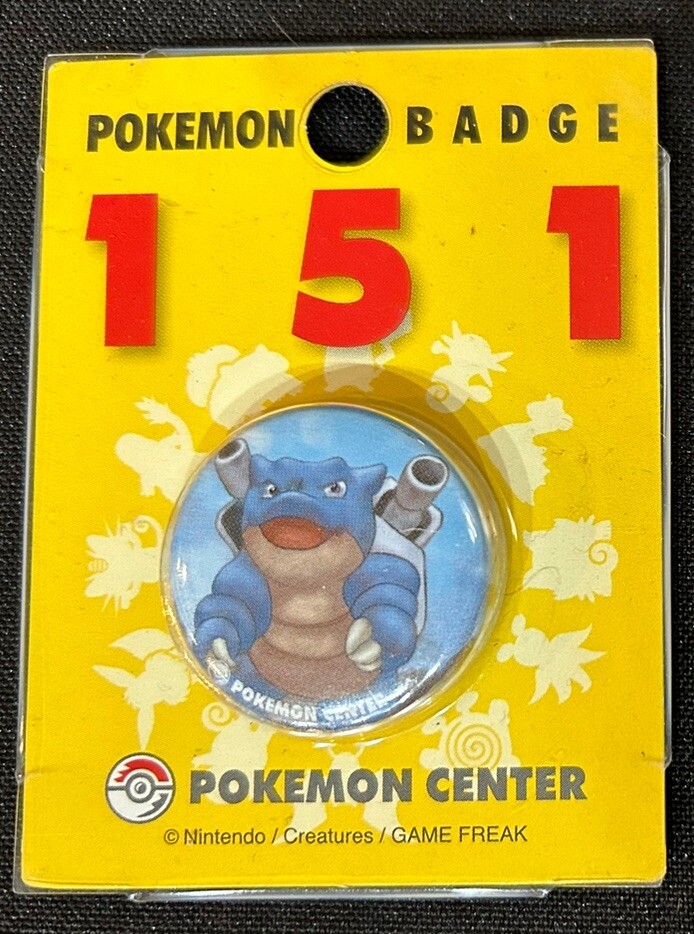 POKEMON BADGE
151
POKEMON CENTER
POKEMON CENTER
© Nintendo / Creatures / GAME FREAK